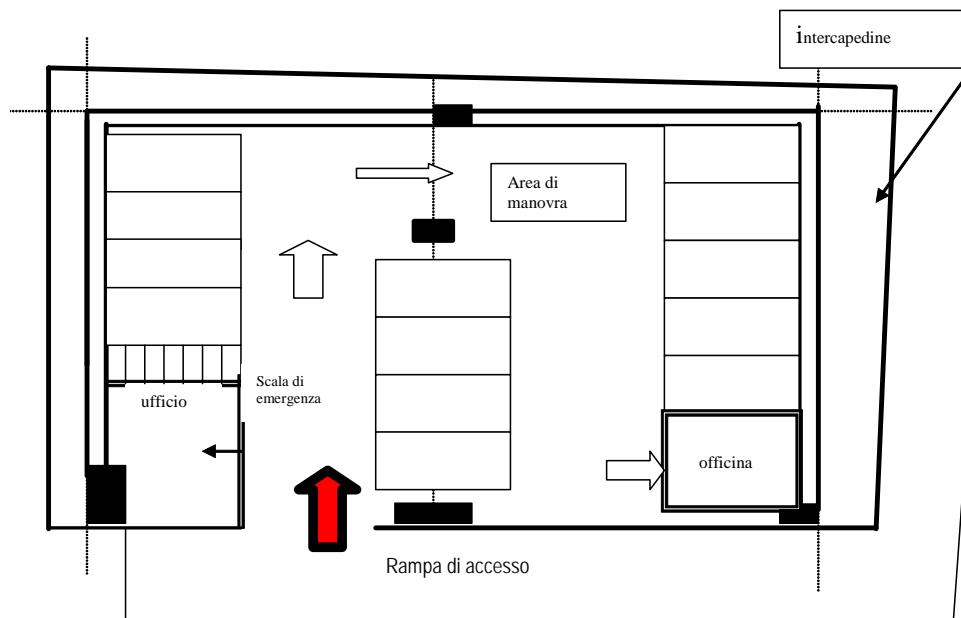 intercapedine
Area di
manovra
Scala di
emergenza
ufficio
officina
Rampa di accesso